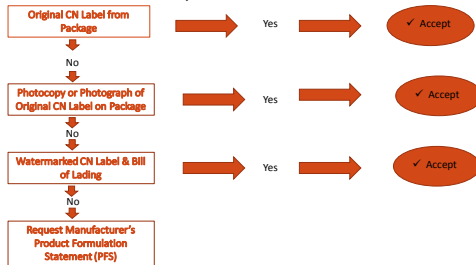 Original CN Label from
Package
Yes
✓ Accept
No
Photocopy or Photograph of
Original CN Label on Package
Yes
✓ Accept
No
Watermarked CN Label & Bill
of Lading
Yes
✓ Accept
No
Request Manufacturer's
Product Formulation
Statement (PFS)